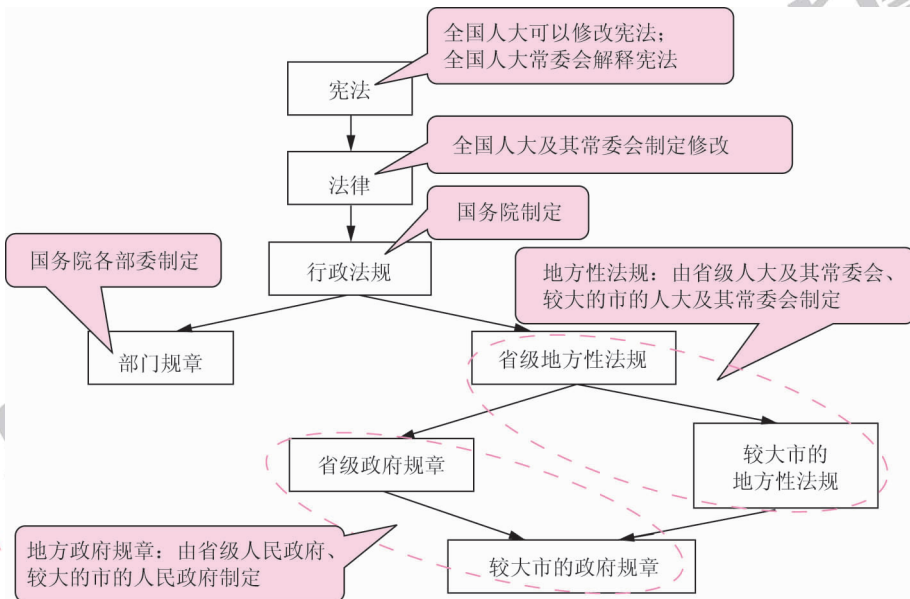 全国人大可以修改宪法；
全国人大常委会解释宪法
宪法
全国人大及其常委会制定修改
法律
国务院制定
国务院各部委制定
行政法规
地方性法规：由省级人大及其常委会、
较大的市的人大及其常委会制定
部门规章
省级地方性法规
省级政府规章
较大市的
地方性法规
地方政府规章：由省级人民政府、
较大的市的人民政府制定
较大市的政府规章